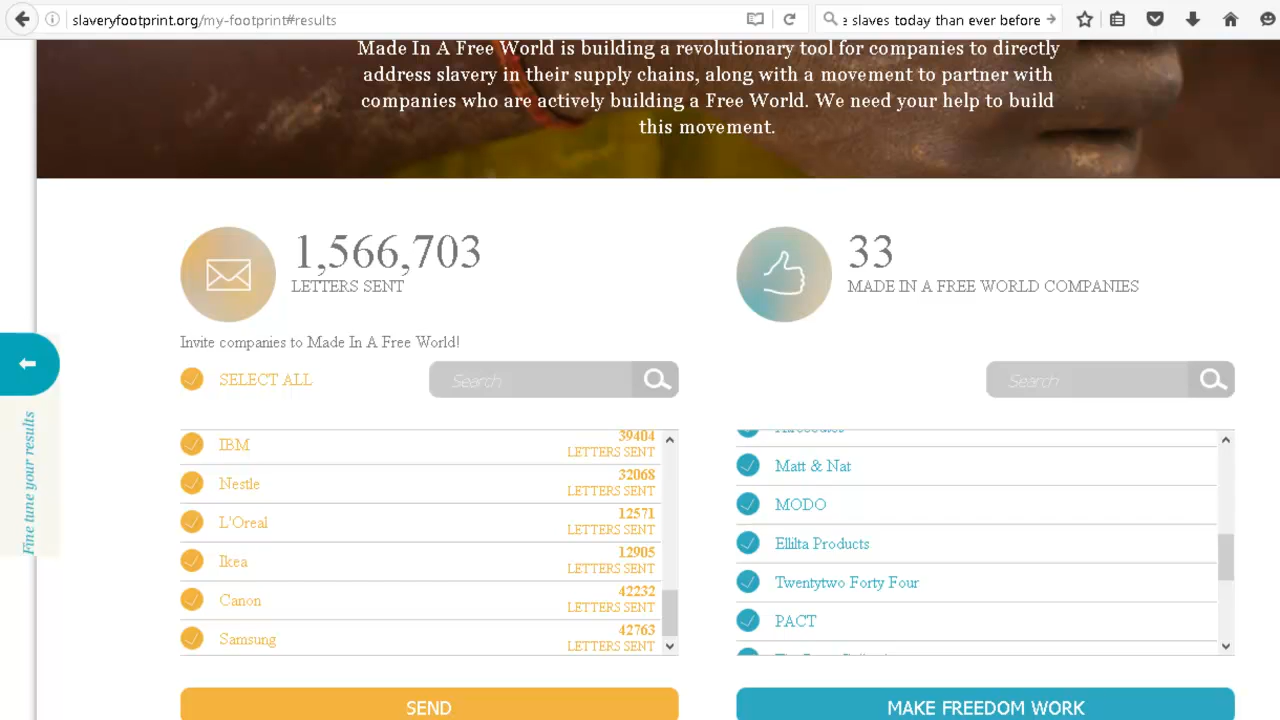 slaveryfootprint.org/my-footprint#results
slaves today than ever before
Made In A Free World is building a revolutionary tool for companies to directly
address slavery in their supply chains, along with a movement to partner with
companies who are actively building a Free World. We need your help to build
this movement.
1,566,703
LETTERS SENT
33
MADE IN A FREE WORLD COMPANIES
Invite companies to Made In A Free World!
SELECT ALL
Search
Search
Fine tune your results
IBM
39404
LETTERS SENT
Nestle
32068
LETTERS SENT
L'Oreal
12571
LETTERS SENT
Ikea
12905
LETTERS SENT
Canon
42232
LETTERS SENT
Samsung
42763
LETTERS SENT
Matt & Nat
MODO
Ellilta Products
Twentytwo Forty Four
PACT
SEND
MAKE FREEDOM WORK